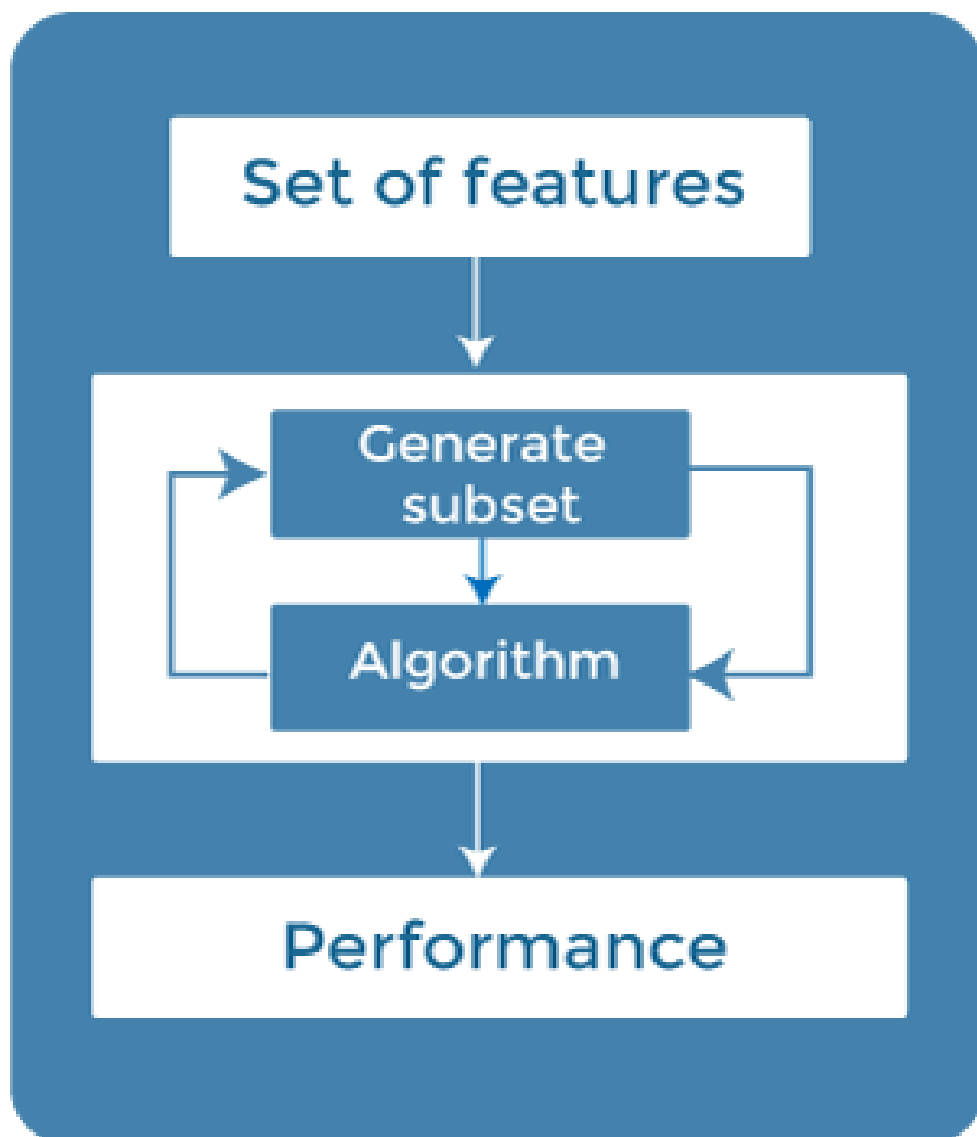 Set of features
Generate
subset
Algorithm
Performance